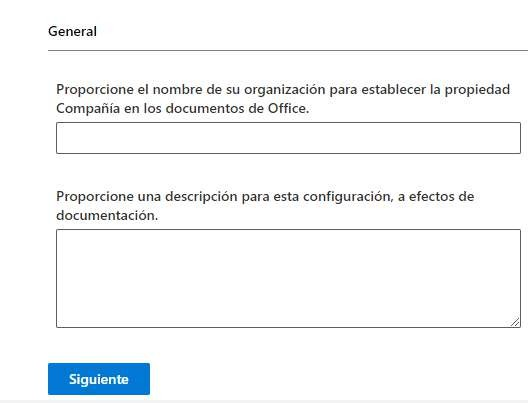 General
Proporcione el nombre de su organización para establecer la propiedad
Compañía en los documentos de Office.
Proporcione una descripción para esta configuración, a efectos de
documentación.
Siguiente